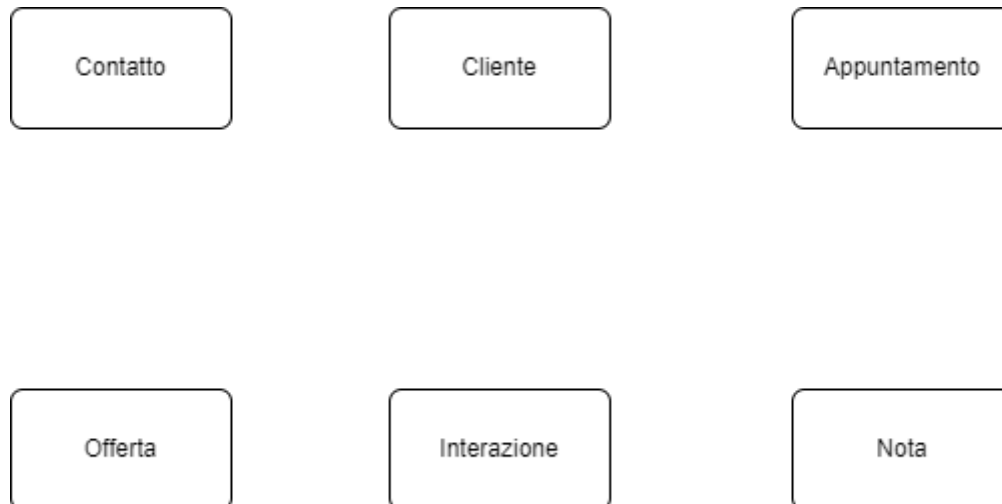 Contatto
Cliente
Appuntamento
Offerta
Interazione
Nota